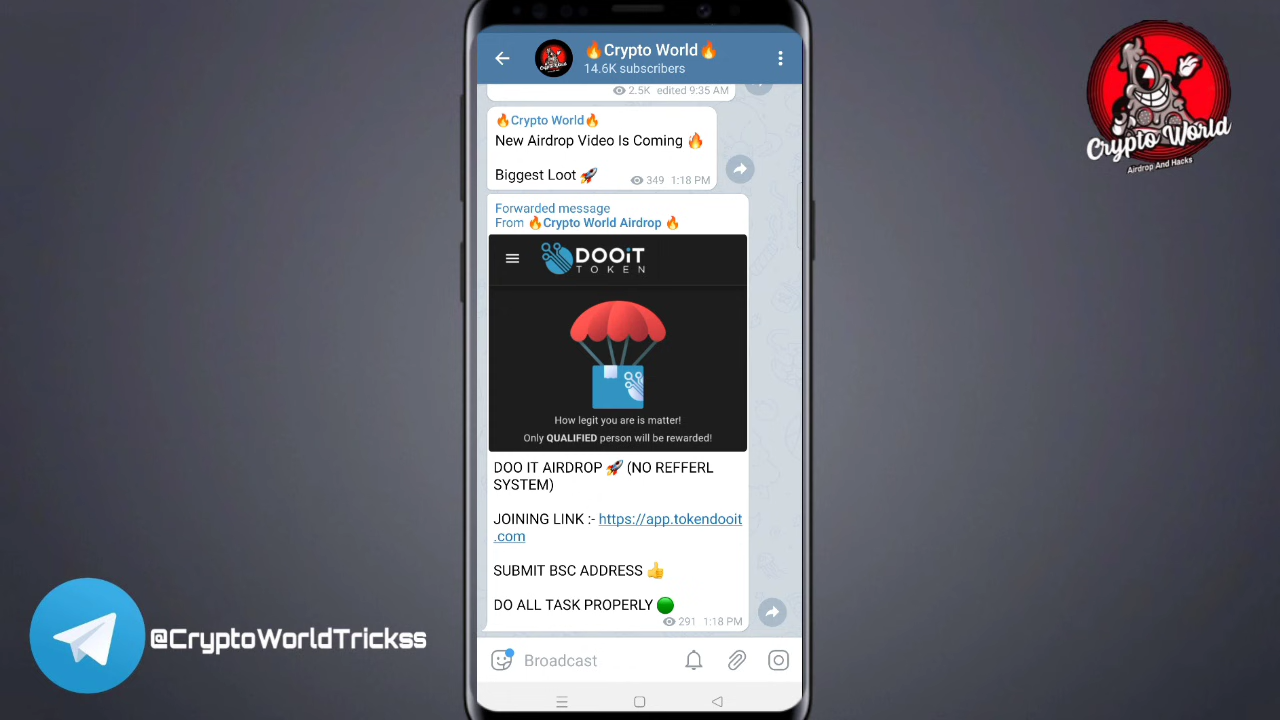 🔥Crypto World🔥
14.6K subscribers
2.5K edited 9:35 AM
🔥Crypto World🔥
New Airdrop Video Is Coming 🔥
Biggest Loot 🚀
349 1:18 PM
Forwarded message
From 🔥Crypto World Airdrop 🔥
DOOiT
TOKEN
How legit you are is matter!
Only QUALIFIED person will be rewarded!
DOO IT AIRDROP 🚀 (NO REFFERL
SYSTEM)
JOINING LINK :- https://app.tokendooit
.com
SUBMIT BSC ADDRESS 👍
DO ALL TASK PROPERLY 🟢
291 1:18 PM
Broadcast
Crypto World
Airdrop And Hacks
@CryptoWorldTrickss